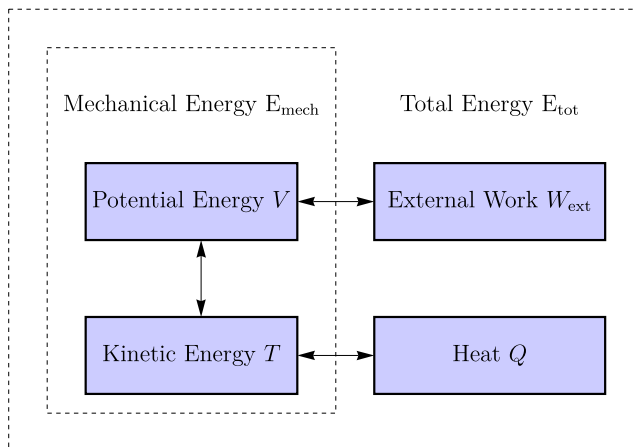 Mechanical Energy E_mech
Total Energy E_tot
Potential Energy V
External Work W_ext
Kinetic Energy T
Heat Q